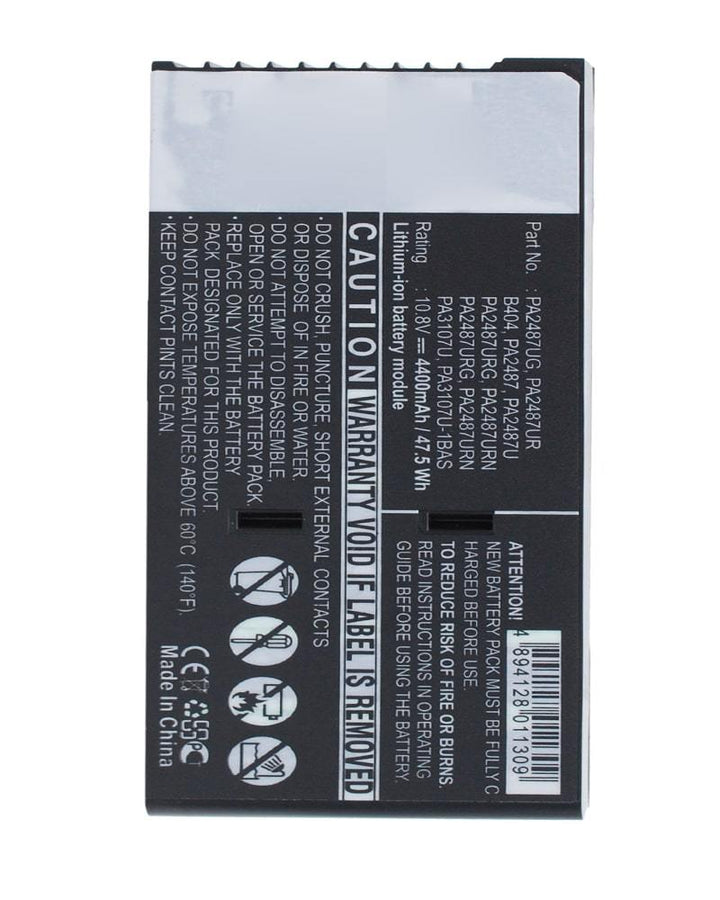 Part No. : PA2487UG, PA2487UR
B404, PA2487, PA2487U
PA2487URG, PA2487URN
PA2487URG, PA2487URN
PA3107U, PA3107U-1BAS
Rating : 10.8V ⎓ 4400mAh / 47.5 Wh
Lithium-ion battery module
ATTENTION!
NEW BATTERY PACK MUST BE FULLY C
HARGED BEFORE USE.
TO REDUCE RISK OF FIRE OR BURNS.
READ INSTRUCTIONS IN OPERATING
GUIDE BEFORE USING THE BATTERY.
4 894128 011309
CAUTION WARRANTY VOID IF LABEL IS REMOVED
·DO NOT CRUSH, PUNCTURE, SHORT EXTERNAL CONTACTS
OR DISPOSE OF IN FIRE OR WATER.
·DO NOT ATTEMPT TO DISASSEMBLE,
OPEN OR SERVICE THE BATTERY PACK.
·REPLACE ONLY WITH THE BATTERY
PACK DESIGNATED FOR THIS PRODUCT.
·DO NOT EXPOSE TEMPERATURES ABOVE 60°C (140°F).
·KEEP CONTACT PINTS CLEAN.
CE
Made In China